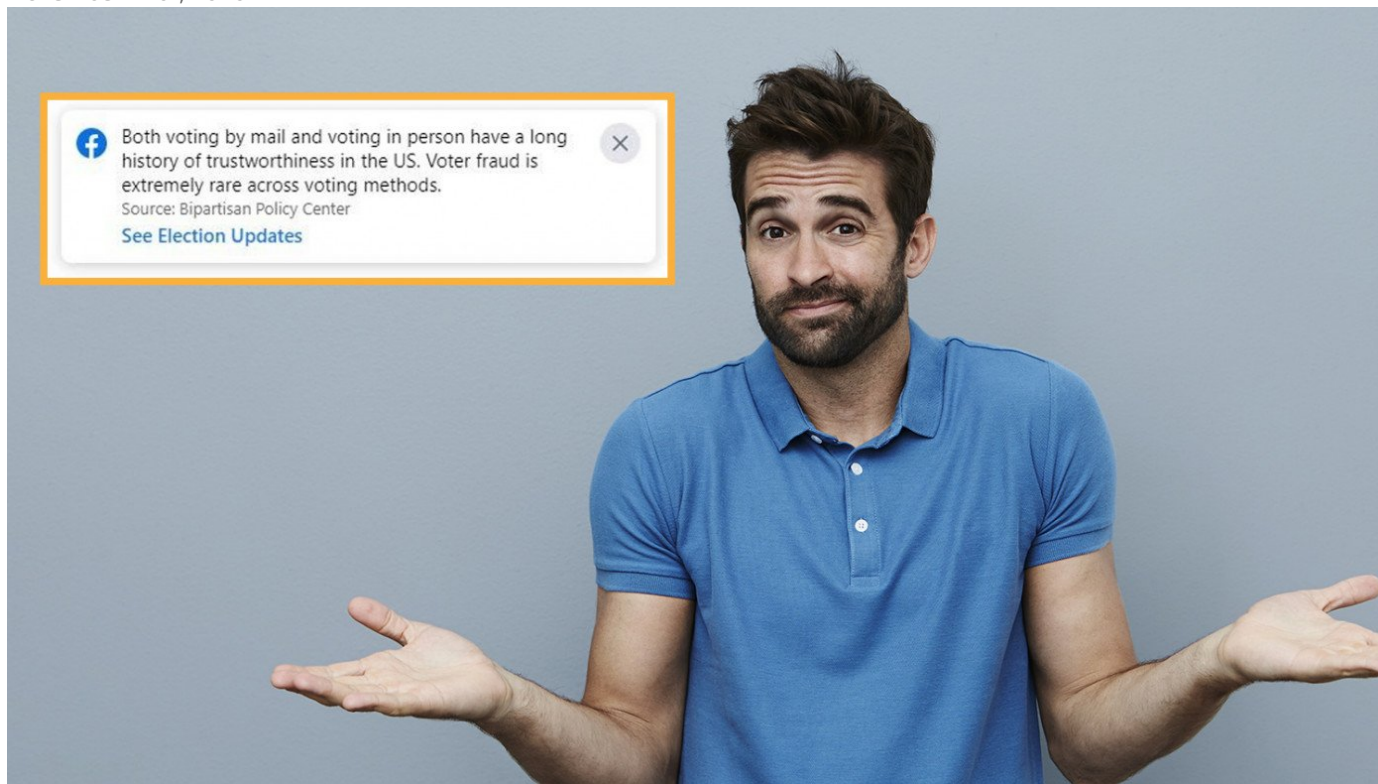 Both voting by mail and voting in person have a long
history of trustworthiness in the US. Voter fraud is
extremely rare across voting methods.
Source: Bipartisan Policy Center
See Election Updates